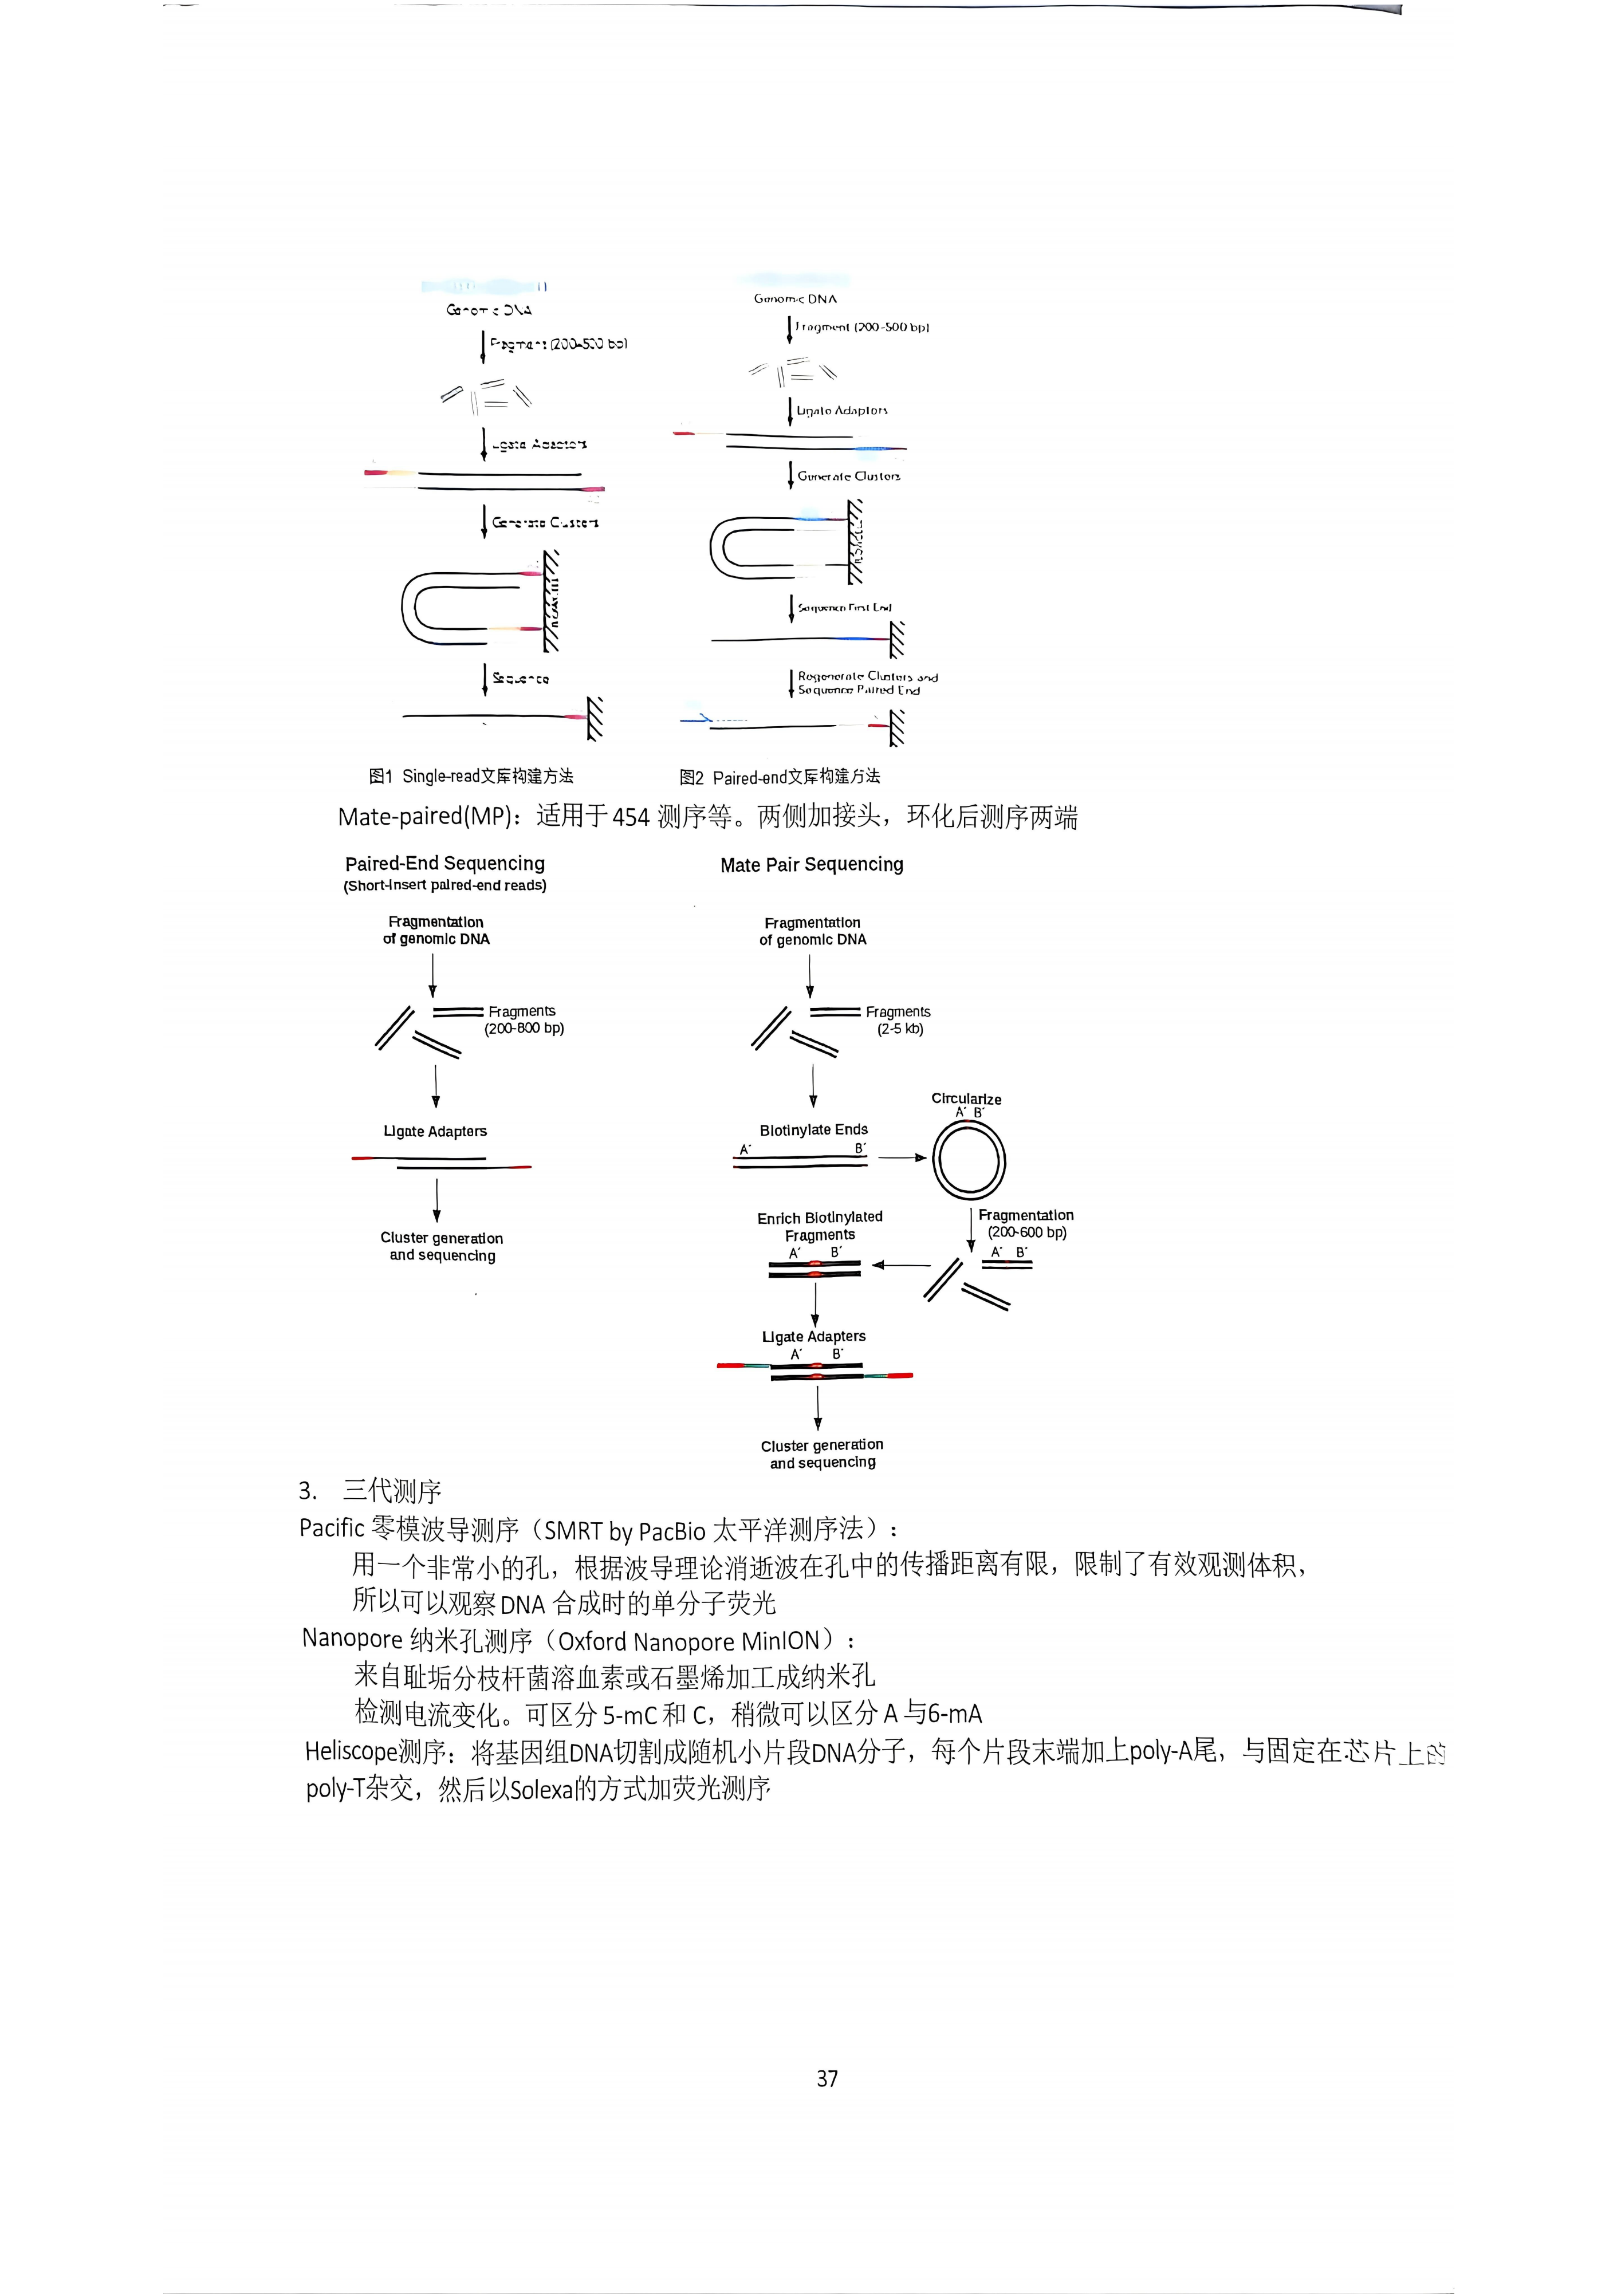 Genomic DNA
Fragment (200-500 bp)
Ligate Adaptors
Generate Clusters
Sequence
Genomic DNA
Fragment (200-500 bp)
Ligate Adaptors
Generate Clusters
Sequence First End
Regenerate Clusters and
Sequence Paired End
图1 Single-read文库构建方法
图2 Paired-end文库构建方法
Mate-paired(MP)：适用于 454 测序等。两侧加接头，环化后测序两端
Paired-End Sequencing
(Short-insert paired-end reads)
Fragmentation
of genomic DNA
Fragments
(200-800 bp)
Ligate Adapters
Cluster generation
and sequencing
Mate Pair Sequencing
Fragmentation
of genomic DNA
Fragments
(2-5 kb)
Biotinylate Ends
A' B'
Circularize
A' B'
Fragmentation
(200-600 bp)
A' B'
Enrich Biotinylated
Fragments
A' B'
Ligate Adapters
A' B'
Cluster generation
and sequencing
3. 三代测序
Pacific 零模波导测序（SMRT by PacBio 太平洋测序法）：
用一个非常小的孔，根据波导理论消逝波在孔中的传播距离有限，限制了有效观测体积，
所以可以观察 DNA 合成时的单分子荧光
Nanopore 纳米孔测序（Oxford Nanopore MinION）：
来自耻垢分枝杆菌溶血素或石墨烯加工成纳米孔
检测电流变化。可区分 5-mC 和 C，稍微可以区分 A 与6-mA
Heliscope测序：将基因组DNA切割成随机小片段DNA分子，每个片段末端加上poly-A尾，与固定在芯片上的
poly-T杂交，然后以Solexa的方式加荧光测序
37